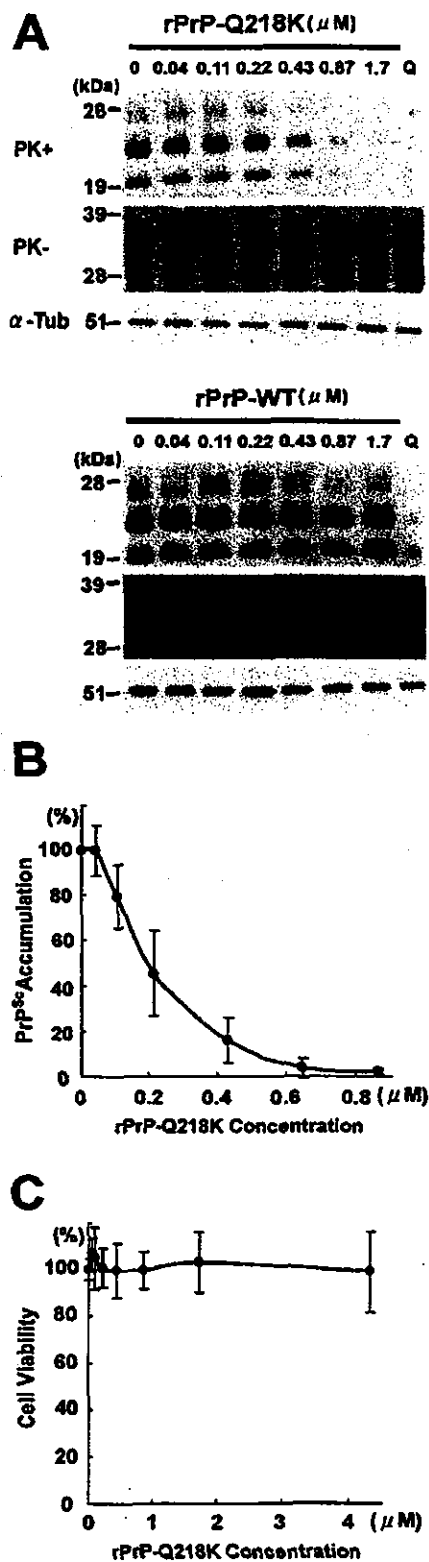 A
rPrP-Q218K(μM)
0 0.04 0.11 0.22 0.43 0.87 1.7 Q
(kDa)
28–
PK+
19–
39–
PK-
28–
α-Tub 51–
rPrP-WT(μM)
0 0.04 0.11 0.22 0.43 0.87 1.7 Q
(kDa)
28–
19–
39–
28–
51–
B
(%)
100
80
60
40
20
0
PrPScAccumulation
0 0.2 0.4 0.6 0.8 (μM)
rPrP-Q218K Concentration
C
(%)
100
80
60
40
20
0
Cell Viability
0 1 2 3 4 (μM)
rPrP-Q218K Concentration